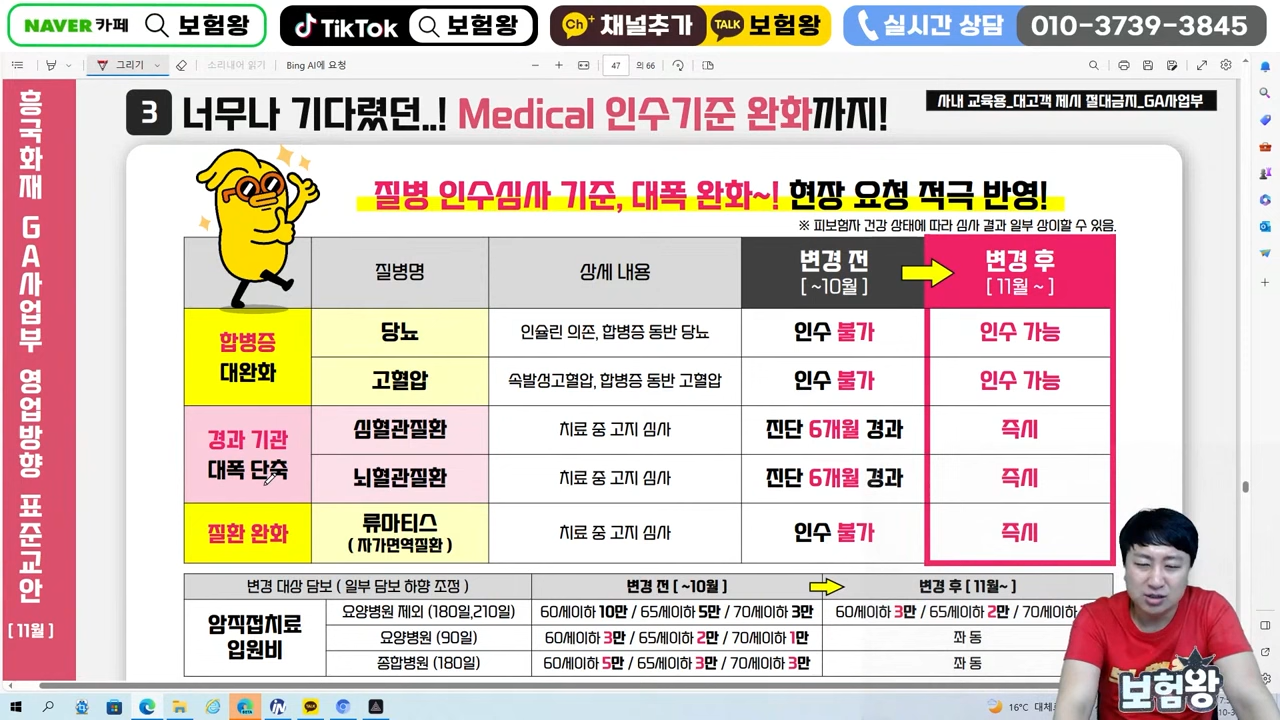 NAVER 카페 보험왕
TikTok 보험왕
Ch+ 채널추가 TALK 보험왕
실시간 상담 010-3739-3845
그리기
소리내어 읽기
Bing AI에 요청
47 의 66
흥국화재 GA사업부 영업방향 표준교안 [11월]
3 너무나 기다렸던..! Medical 인수기준 완화까지!
사내 교육용_대고객 제시 절대금지_GA사업부
질병 인수심사 기준, 대폭 완화~! 현장 요청 적극 반영!
※ 피보험자 건강 상태에 따라 심사 결과 일부 상이할 수 있음.
질병명 상세 내용 변경 전 변경 후
[ ~10월 ] [ 11월 ~ ]
합병증 대완화
당뇨 인슐린 의존, 합병증 동반 당뇨 인수 불가 인수 가능
고혈압 속발성고혈압, 합병증 동반 고혈압 인수 불가 인수 가능
경과 기관 대폭 단축
심혈관질환 치료 중 고지 심사 진단 6개월 경과 즉시
뇌혈관질환 치료 중 고지 심사 진단 6개월 경과 즉시
질환 완화
류마티스 ( 자가면역질환 ) 치료 중 고지 심사 인수 불가 즉시
변경 대상 담보 ( 일부 담보 하향 조정 ) 변경 전 [ ~10월 ] 변경 후 [ 11월~ ]
암직접치료 입원비
요양병원 제외 (180일,210일) 60세이하 10만 / 65세이하 5만 / 70세이하 3만 60세이하 3만 / 65세이하 2만 / 70세이하
요양병원 (90일) 60세이하 3만 / 65세이하 2만 / 70세이하 1만 좌 동
종합병원 (180일) 60세이하 5만 / 65세이하 3만 / 70세이하 3만 좌 동
보험왕
16°C